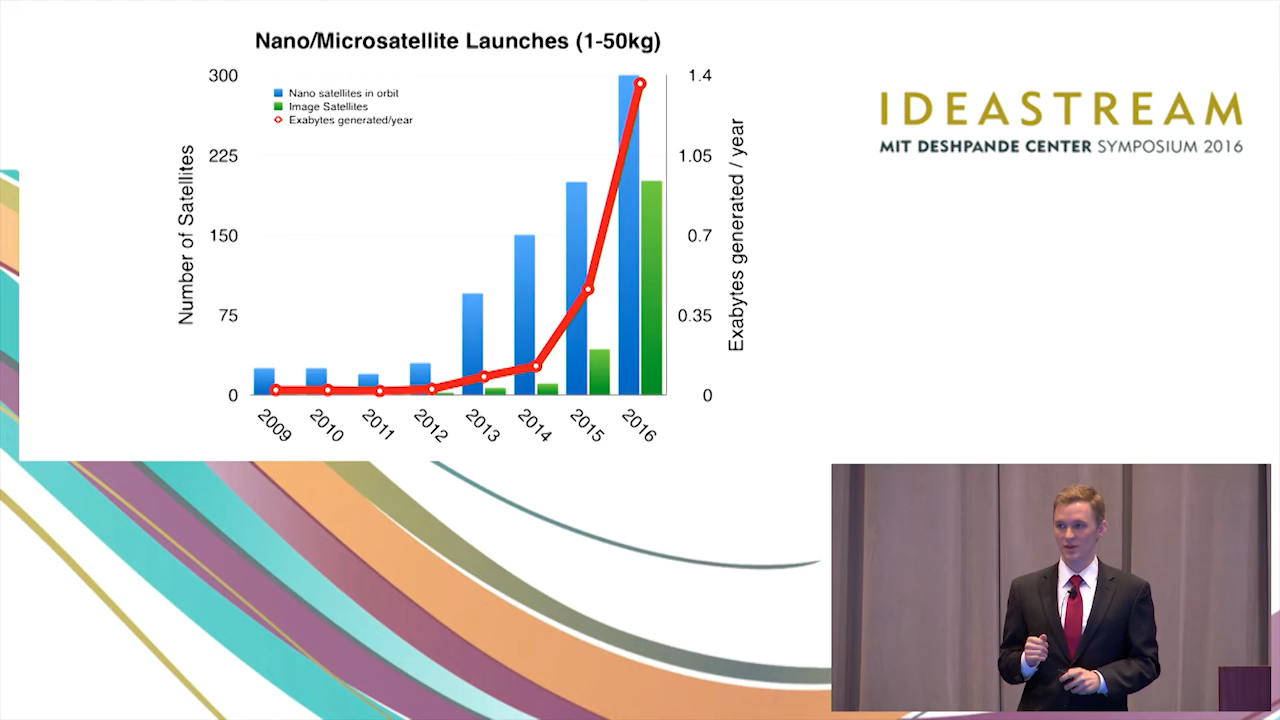 Nano/Microsatellite Launches (1-50kg)
300
225
150
75
0
Number of Satellites
Nano satellites in orbit
Image Satellites
Exabytes generated/year
1.4
1.05
0.7
0.35
0
Exabytes generated / year
2009
2010
2011
2012
2013
2014
2015
2016
IDEASTREAM
MIT DESHPANDE CENTER SYMPOSIUM 2016